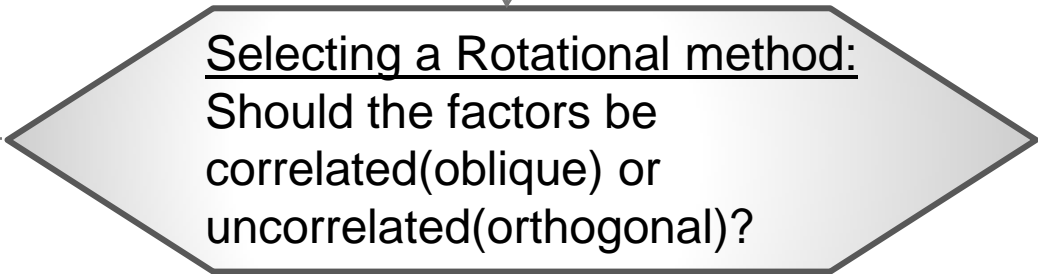 Selecting a Rotational method:
Should the factors be
correlated(oblique) or
uncorrelated(orthogonal)?